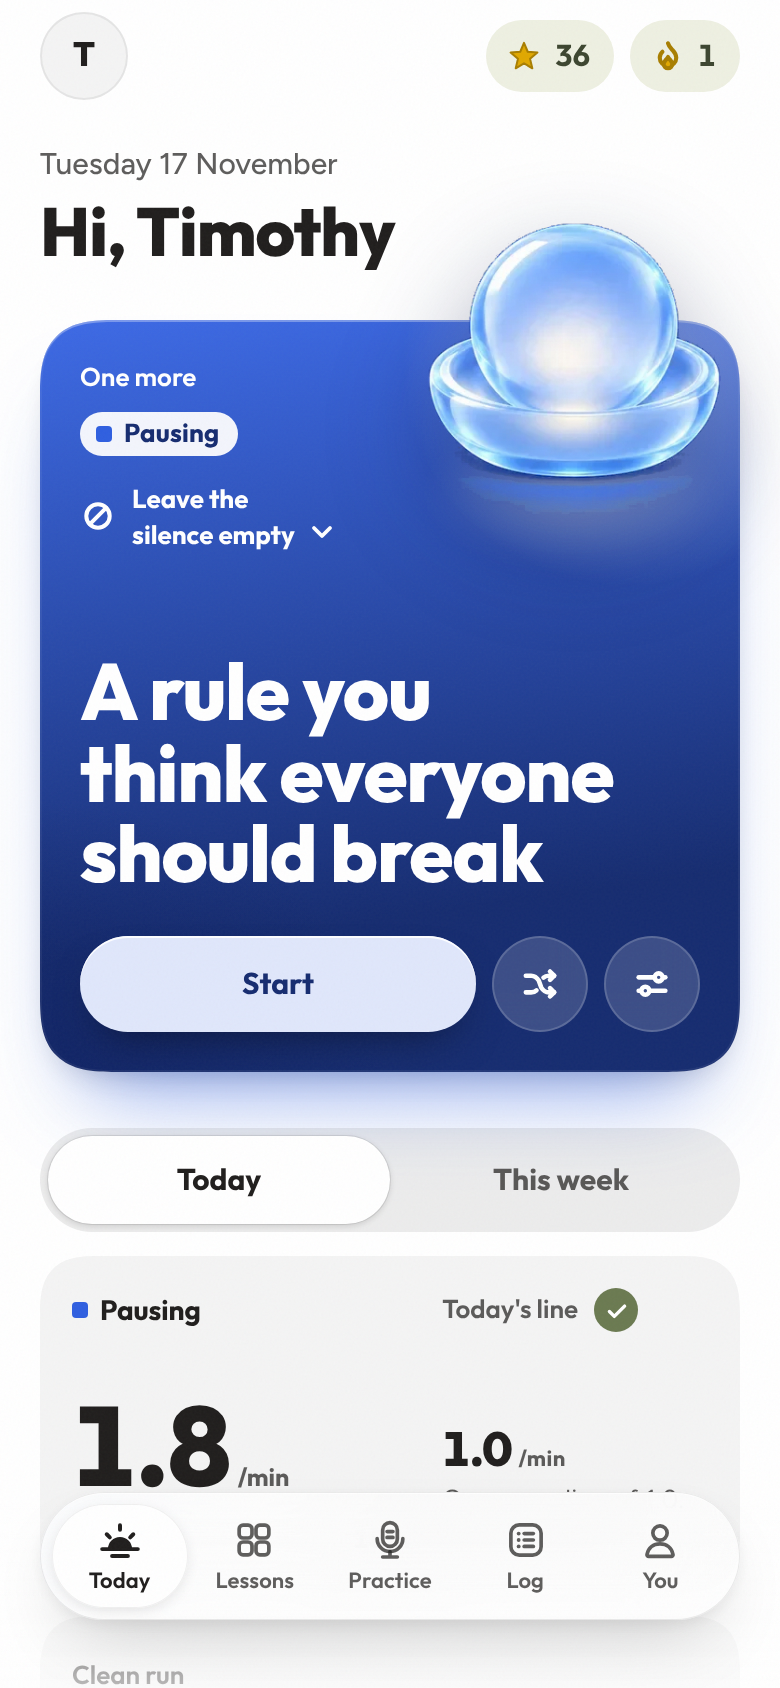 T
36
1
Tuesday 17 November
Hi, Timothy
One more
Pausing
Leave the
silence empty
A rule you
think everyone
should break
Start
Today
This week
Pausing
Today's line
1.8 /min
1.0 /min
Today
Lessons
Practice
Log
You
Clean run